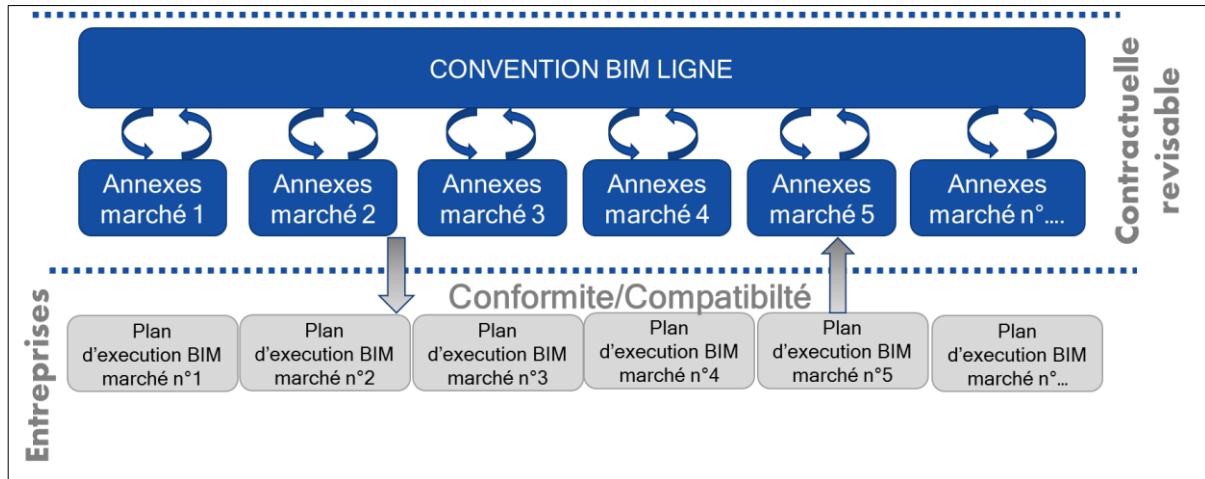 CONVENTION BIM LIGNE
Contractuelle
revisable
Annexes
marché 1
Annexes
marché 2
Annexes
marché 3
Annexes
marché 4
Annexes
marché 5
Annexes
marché n°....
Conformite/Compatibilté
Entreprises
Plan
d'execution BIM
marché n°1
Plan
d'execution BIM
marché n°2
Plan
d'execution BIM
marché n°3
Plan
d'execution BIM
marché n°4
Plan
d'execution BIM
marché n°5
Plan
d'execution BIM
marché n°...